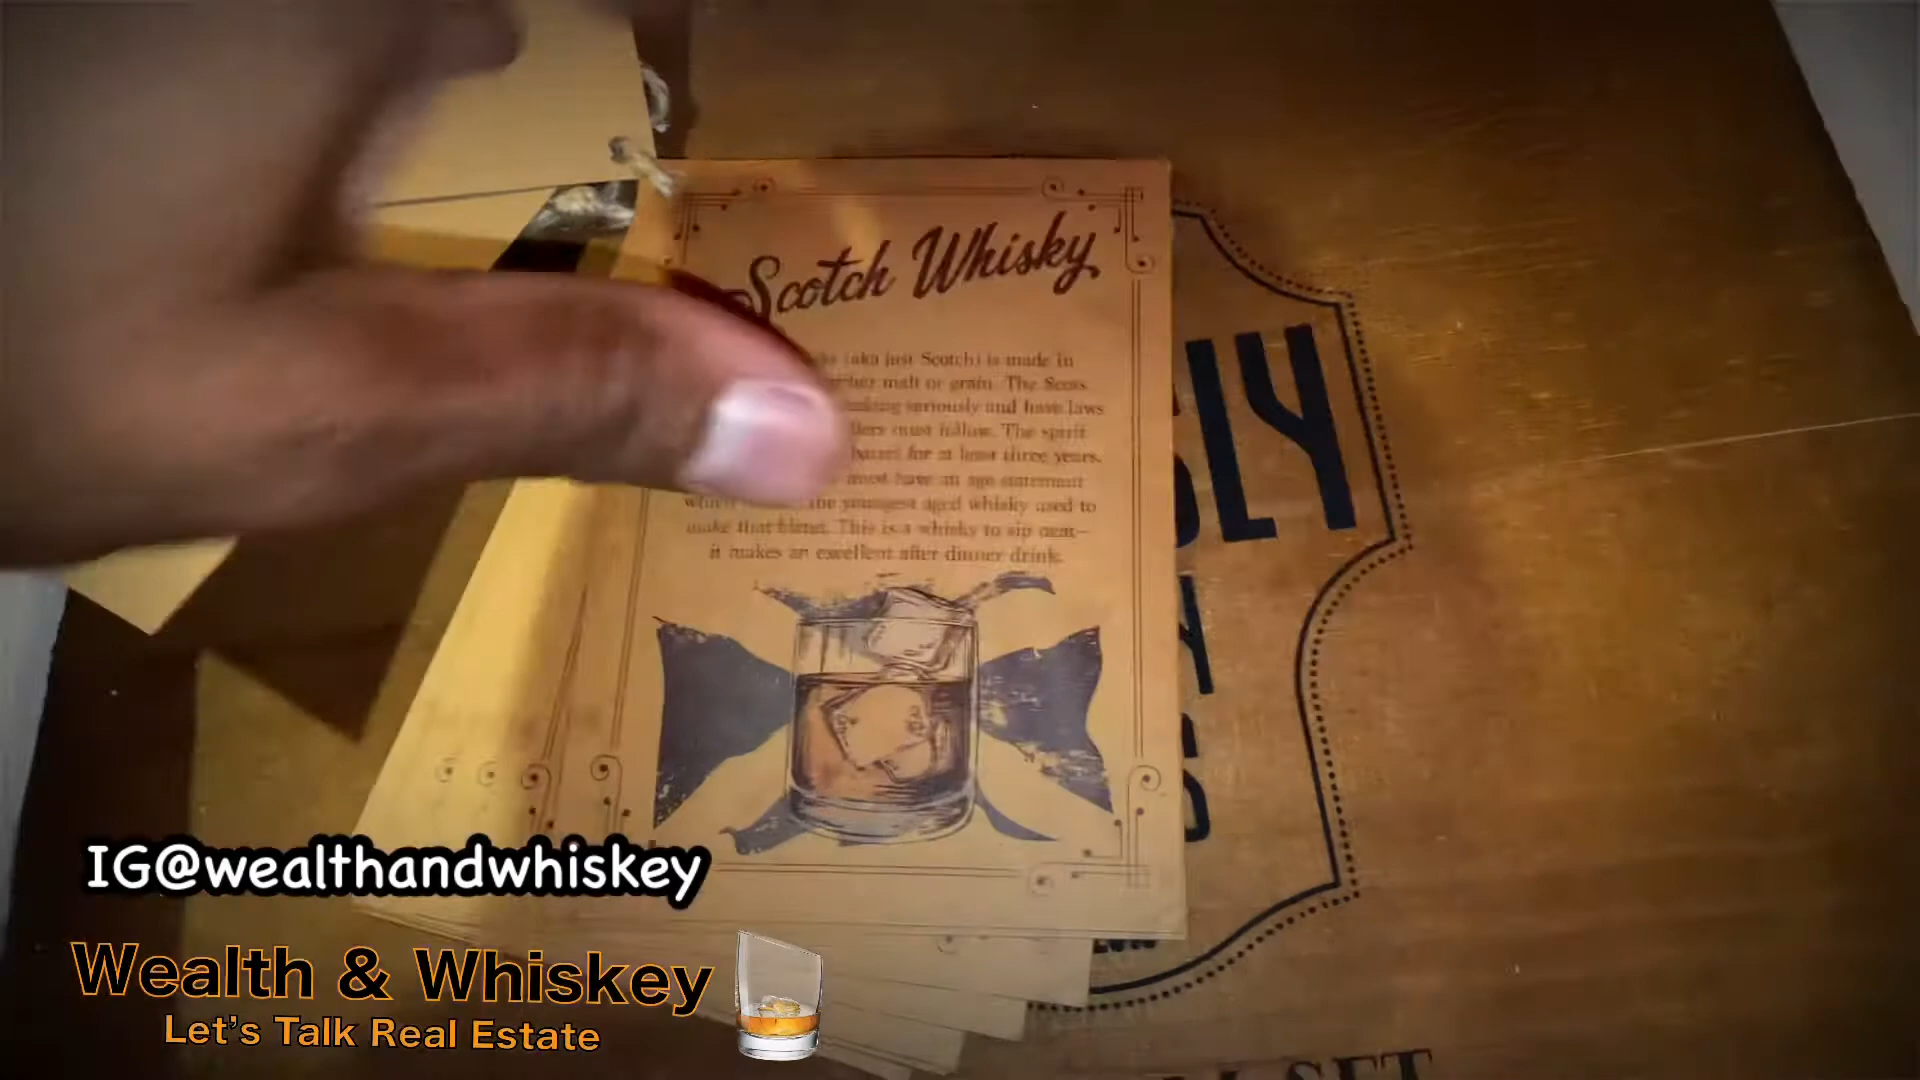 Scotch Whisky
(aka just Scotch) is made in
malt or grain. The Scots
seriously and have laws
must follow. The spirit
for at least three years.
must have an age statement
the youngest aged whisky used to
make that blend. This is a whisky to sip neat—
it makes an excellent after dinner drink.
SLY
Y
S
SET
IG@wealthandwhiskey
Wealth & Whiskey
Let's Talk Real Estate